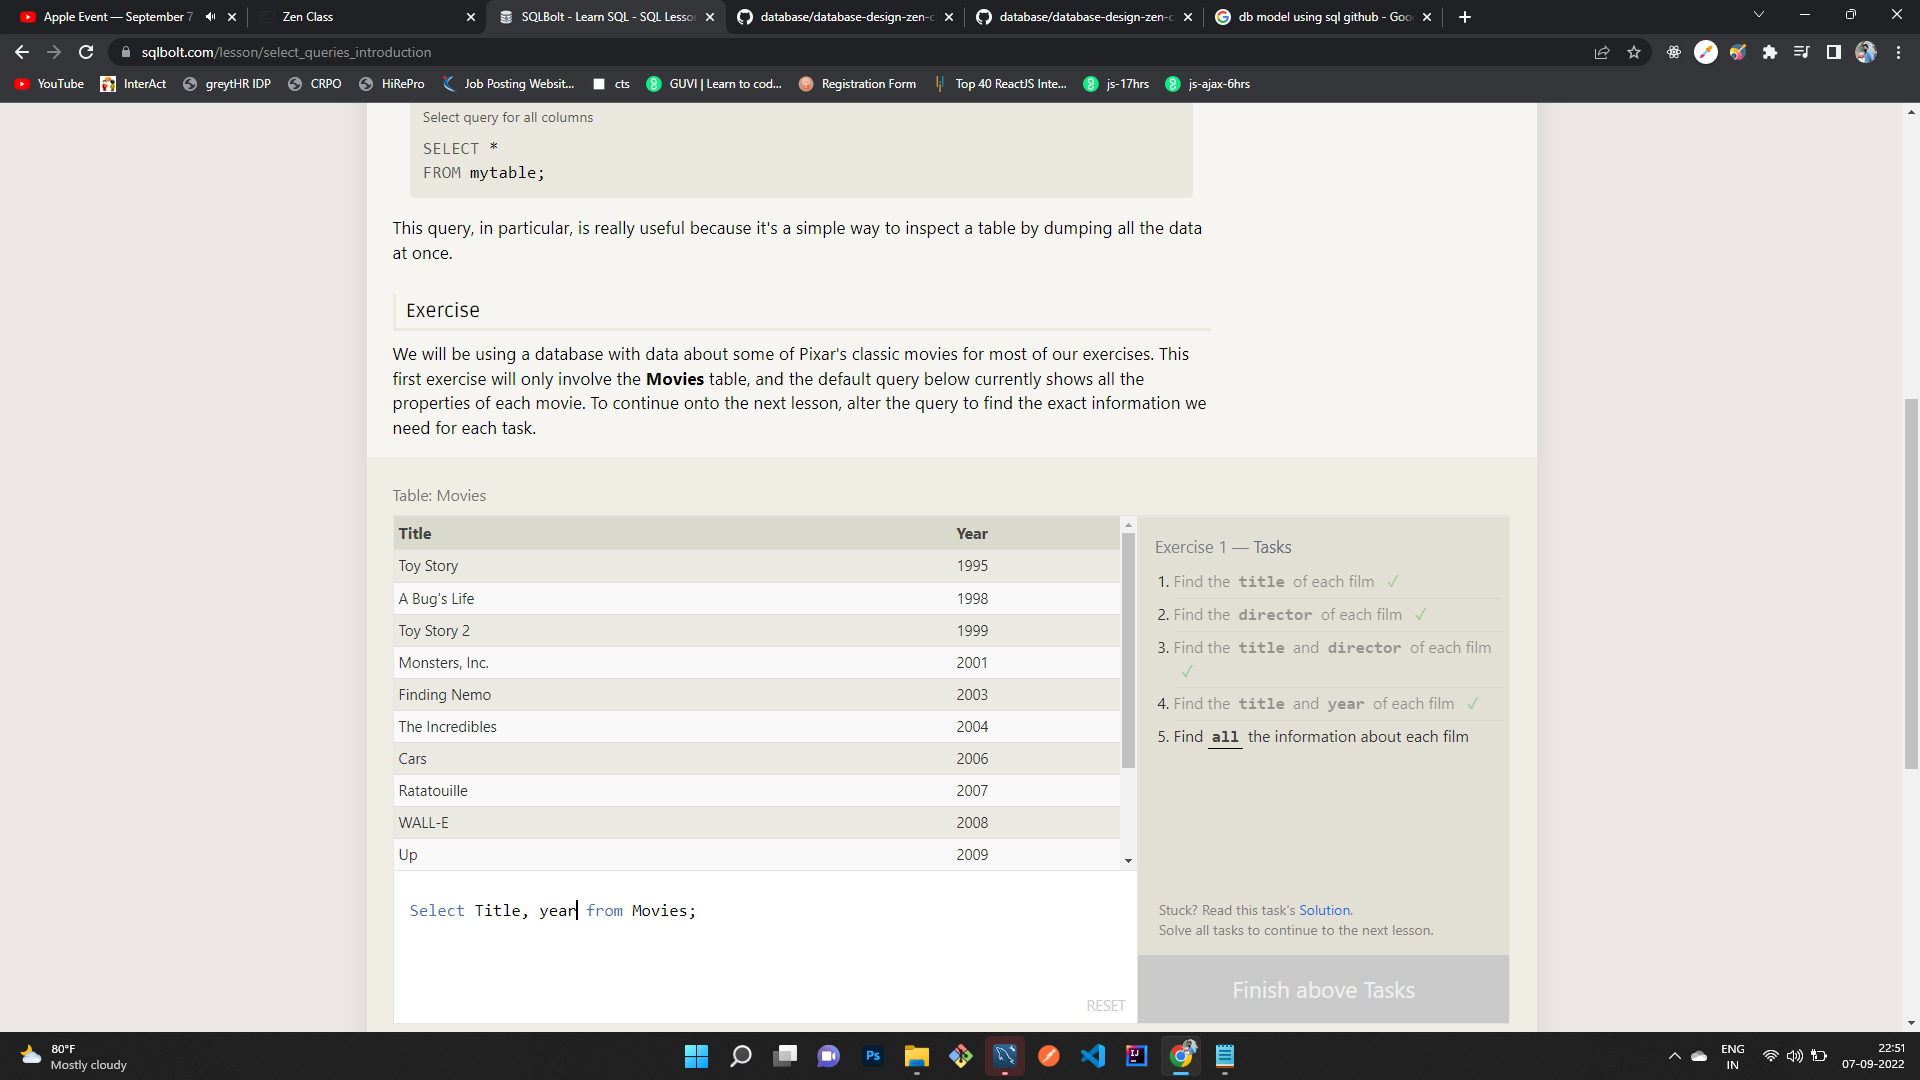 Apple Event — September 7
Zen Class
SQLBolt - Learn SQL - SQL Lesson
database/database-design-zen-c
database/database-design-zen-c
db model using sql github - Goo
sqlbolt.com/lesson/select_queries_introduction
YouTube
InterAct
greytHR IDP
CRPO
HiRePro
Job Posting Websit...
cts
GUVI | Learn to cod...
Registration Form
Top 40 ReactJS Inte...
js-17hrs
js-ajax-6hrs
Select query for all columns
SELECT *
FROM mytable;
This query, in particular, is really useful because it's a simple way to inspect a table by dumping all the data
at once.
Exercise
We will be using a database with data about some of Pixar's classic movies for most of our exercises. This
first exercise will only involve the Movies table, and the default query below currently shows all the
properties of each movie. To continue onto the next lesson, alter the query to find the exact information we
need for each task.
Table: Movies
Title Year
Toy Story 1995
A Bug's Life 1998
Toy Story 2 1999
Monsters, Inc. 2001
Finding Nemo 2003
The Incredibles 2004
Cars 2006
Ratatouille 2007
WALL-E 2008
Up 2009
Select Title, year from Movies;
RESET
Exercise 1 — Tasks
1. Find the title of each film ✓
2. Find the director of each film ✓
3. Find the title and director of each film
✓
4. Find the title and year of each film ✓
5. Find all the information about each film
Stuck? Read this task's Solution.
Solve all tasks to continue to the next lesson.
Finish above Tasks
80°F
Mostly cloudy
Ps
IJ
ENG
IN
22:51
07-09-2022